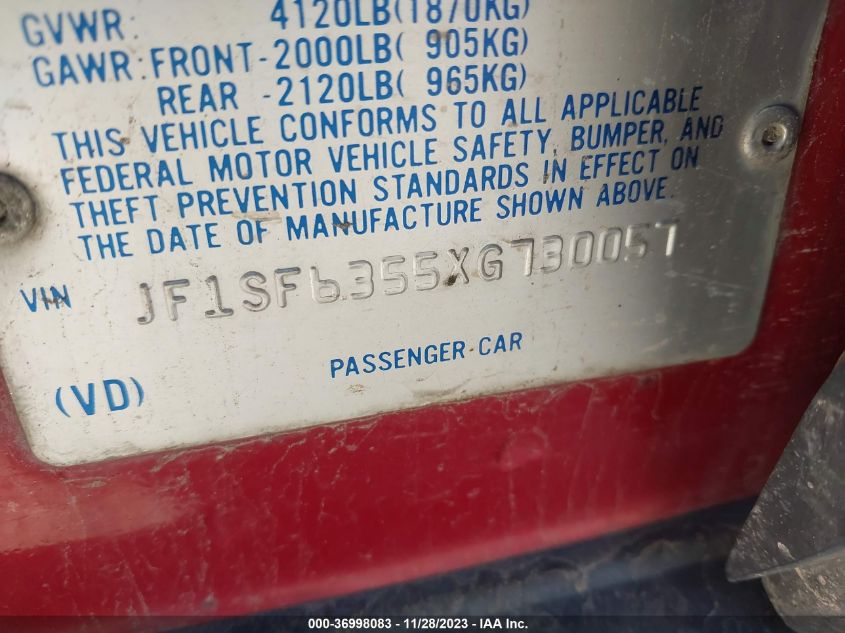 GVWR: 4120LB(1870KG)
GAWR:FRONT-2000LB( 905KG)
REAR -2120LB( 965KG)
THIS VEHICLE CONFORMS TO ALL APPLICABLE
FEDERAL MOTOR VEHICLE SAFETY, BUMPER, AND
THEFT PREVENTION STANDARDS IN EFFECT ON
THE DATE OF MANUFACTURE SHOWN ABOVE.
VIN JF1SF6355XG730057
PASSENGER CAR
(VD)
000-36998083 - 11/28/2023 - IAA Inc.